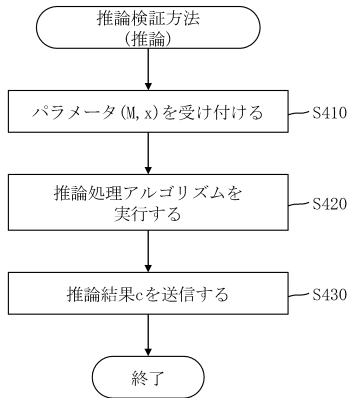 推論検証方法
(推論)
パラメータ(M,x)を受け付ける
S410
推論処理アルゴリズムを
実行する
S420
推論結果cを送信する
S430
終了